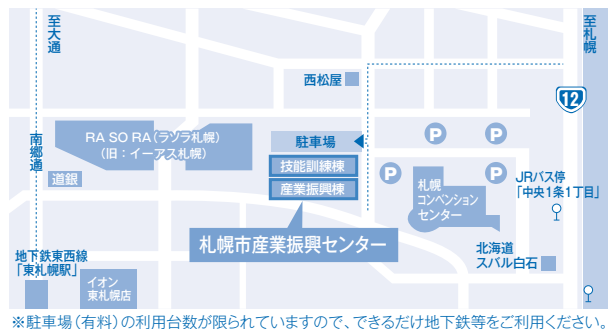 至大通
至札幌
西松屋
12
南郷通
RA SO RA(ラソラ札幌)
(旧:イーアス札幌)
駐車場
P
P
道銀
技能訓練棟
産業振興棟
P
P
札幌
コンベンション
センター
JRバス停
「中央1条1丁目」
札幌市産業振興センター
地下鉄東西線
「東札幌駅」
イオン
東札幌店
北海道
スバル白石
※駐車場(有料)の利用台数が限られていますので、できるだけ地下鉄等をご利用ください。